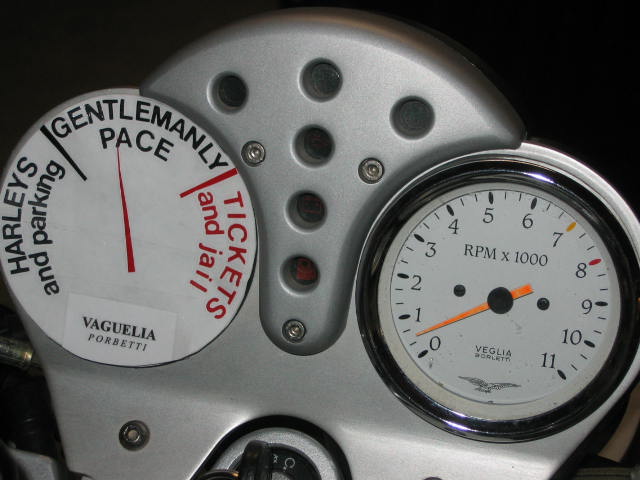 GENTLEMANLY
PACE
HARLEYS
and parking
TICKETS
and jail
VAGUELIA
PORBETTI
RPM x 1000
0
1
2
3
4
5
6
7
8
9
10
11
VEGLIA
BORLETTI